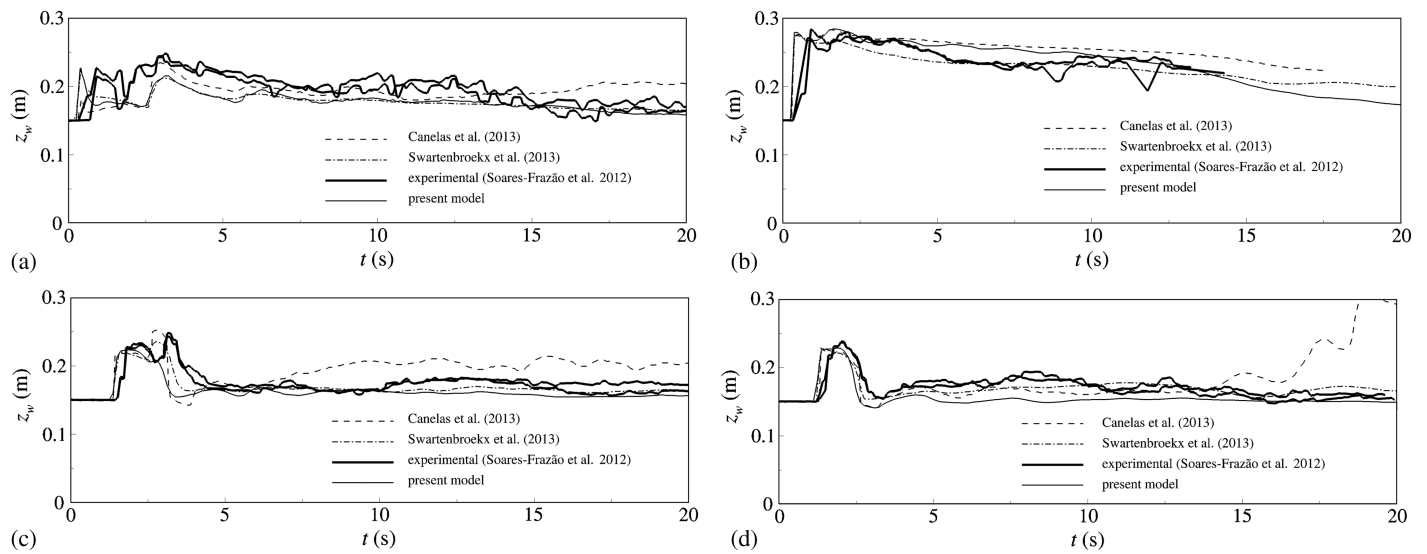 0.3
0.2
0.1
0
z_w (m)
Canelas et al. (2013)
Swartenbroekx et al. (2013)
experimental (Soares-Frazão et al. 2012)
present model
0 5 10 15 20
(a)
t (s)
0.3
0.2
0.1
0
z_w (m)
Canelas et al. (2013)
Swartenbroekx et al. (2013)
experimental (Soares-Frazão et al. 2012)
present model
0 5 10 15 20
(b)
t (s)
0.3
0.2
0.1
0
z_w (m)
Canelas et al. (2013)
Swartenbroekx et al. (2013)
experimental (Soares-Frazão et al. 2012)
present model
0 5 10 15 20
(c)
t (s)
0.3
0.2
0.1
0
z_w (m)
Canelas et al. (2013)
Swartenbroekx et al. (2013)
experimental (Soares-Frazão et al. 2012)
present model
0 5 10 15 20
(d)
t (s)